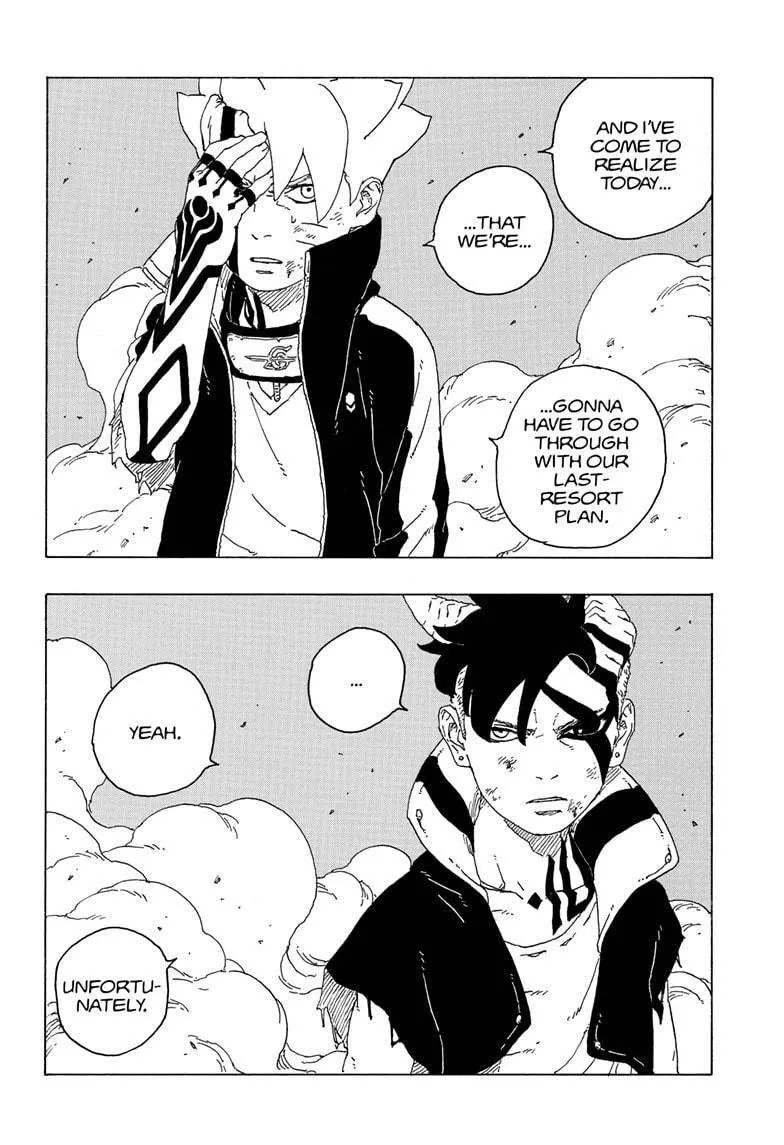 AND I'VE
COME TO
REALIZE
TODAY...
...THAT
WE'RE...
...GONNA
HAVE TO GO
THROUGH
WITH OUR
LAST-
RESORT
PLAN.
...
YEAH.
UNFORTU-
NATELY.